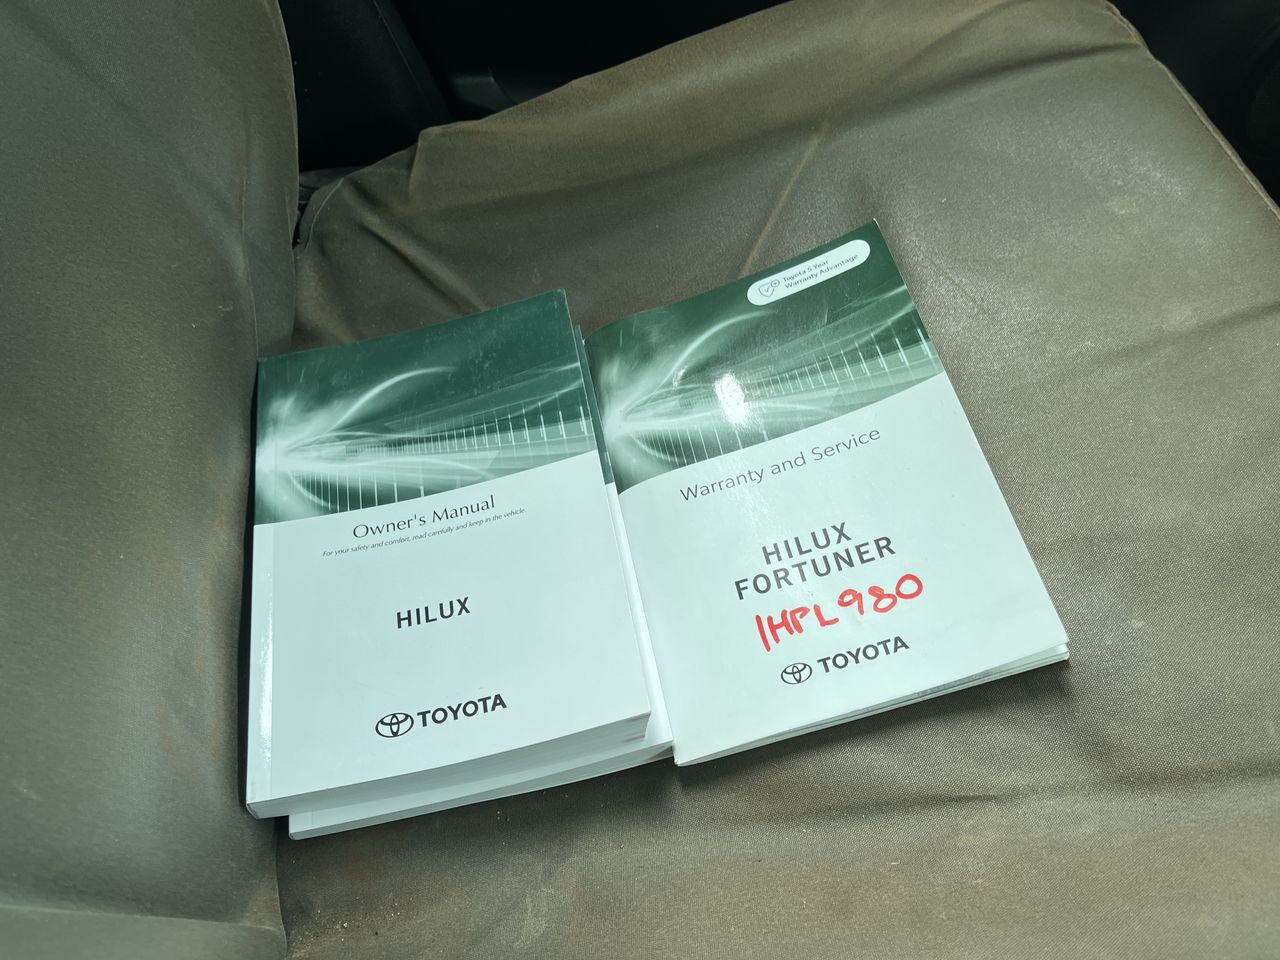 Owner's Manual
For your safety and comfort, read carefully and keep in the vehicle.
HILUX
TOYOTA
Toyota 5 Year
Warranty Advantage
Warranty and Service
HILUX
FORTUNER
1HPL980
TOYOTA